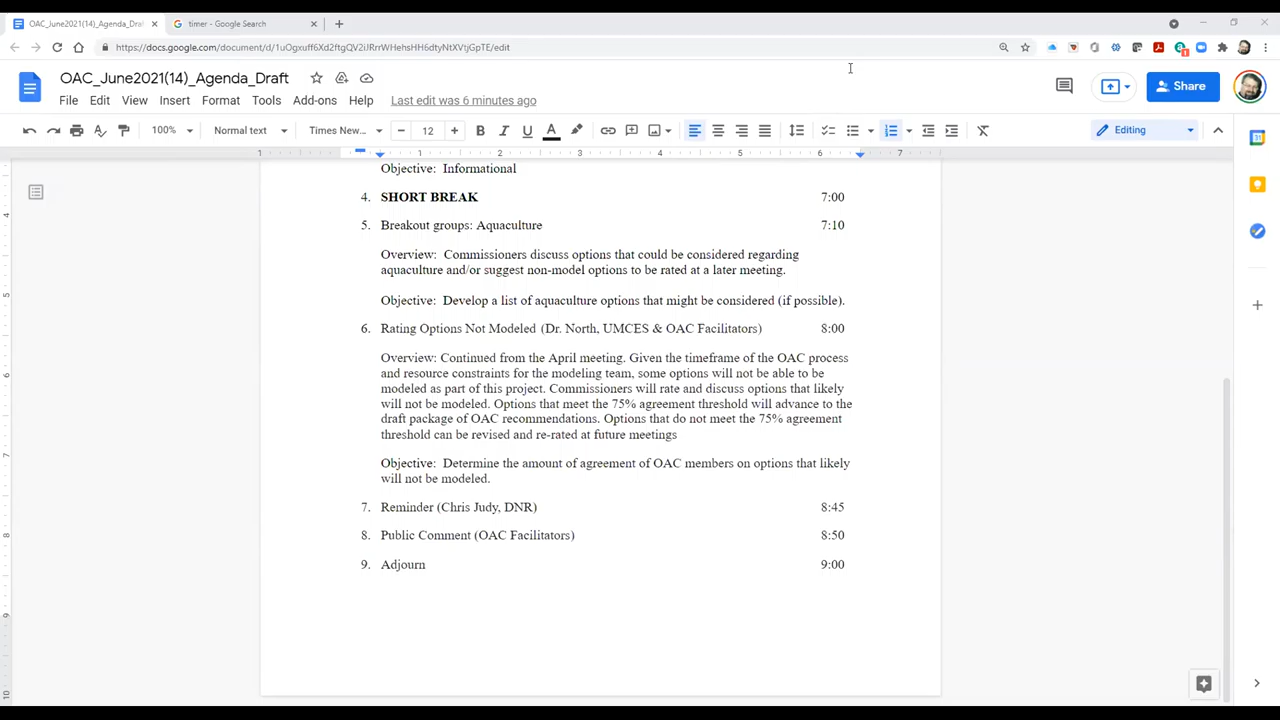 OAC_June2021(14)_Agenda_Draf
timer - Google Search
https://docs.google.com/document/d/1uOgxuff6Xd2ftgQV2iJRrrWHehsHH6dtyNtXVtjGpTE/edit
OAC_June2021(14)_Agenda_Draft
Share
File Edit View Insert Format Tools Add-ons Help Last edit was 6 minutes ago
100% Normal text Times New... 12 Editing
1 1 2 3 4 5 6 7
Objective: Informational
4. SHORT BREAK 7:00
5. Breakout groups: Aquaculture 7:10
Overview: Commissioners discuss options that could be considered regarding
aquaculture and/or suggest non-model options to be rated at a later meeting.
Objective: Develop a list of aquaculture options that might be considered (if possible).
6. Rating Options Not Modeled (Dr. North, UMCES & OAC Facilitators) 8:00
Overview: Continued from the April meeting. Given the timeframe of the OAC process
and resource constraints for the modeling team, some options will not be able to be
modeled as part of this project. Commissioners will rate and discuss options that likely
will not be modeled. Options that meet the 75% agreement threshold will advance to the
draft package of OAC recommendations. Options that do not meet the 75% agreement
threshold can be revised and re-rated at future meetings
Objective: Determine the amount of agreement of OAC members on options that likely
will not be modeled.
7. Reminder (Chris Judy, DNR) 8:45
8. Public Comment (OAC Facilitators) 8:50
9. Adjourn 9:00